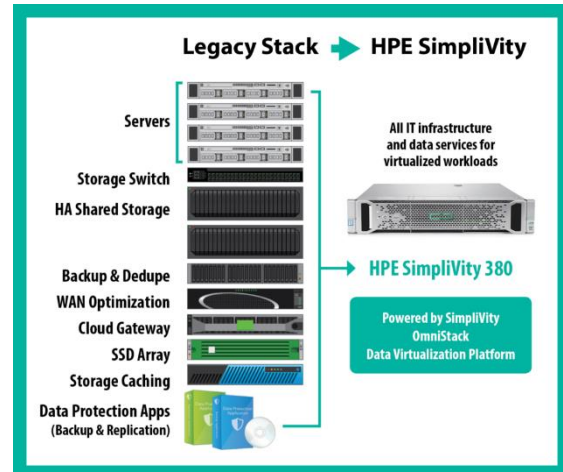 Legacy Stack HPE SimpliVity
Servers
Storage Switch
HA Shared Storage
Backup & Dedupe
WAN Optimization
Cloud Gateway
SSD Array
Storage Caching
Data Protection Apps
(Backup & Replication)
All IT infrastructure
and data services for
virtualized workloads
HPE SimpliVity 380
Powered by SimpliVity
OmniStack
Data Virtualization Platform